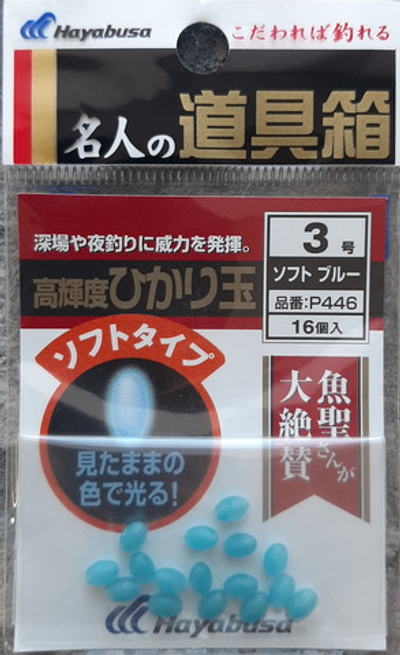 Hayabusa
こだわれば釣れる
名人の道具箱
深場や夜釣りに威力を発揮。
高輝度ひかり玉
3号
ソフト ブルー
品番:P446
16個入
ソフトタイプ
見たままの
色で光る!
魚聖さんが
大絶賛
Hayabusa